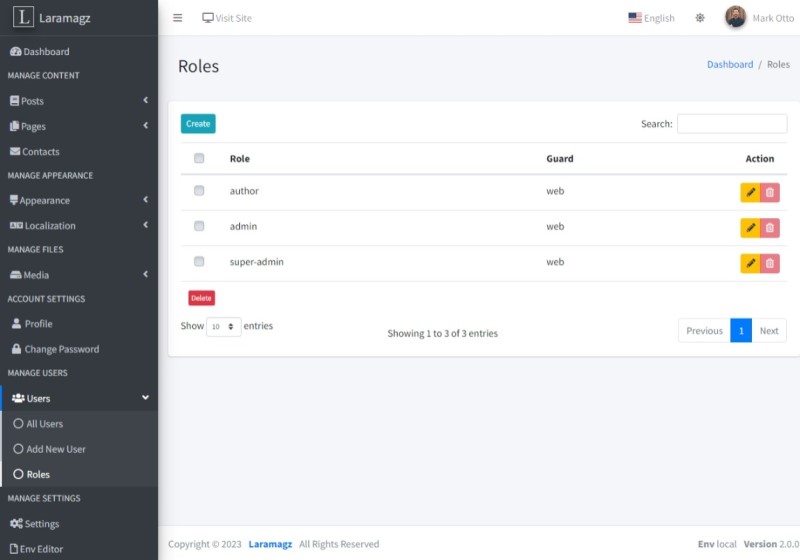 L Laramagz
Dashboard
MANAGE CONTENT
Posts
Pages
Contacts
MANAGE APPEARANCE
Appearance
Localization
MANAGE FILES
Media
ACCOUNT SETTINGS
Profile
Change Password
MANAGE USERS
Users
All Users
Add New User
Roles
MANAGE SETTINGS
Settings
Env Editor
Visit Site
English
Mark Otto
Roles
Dashboard / Roles
Create
Search:
Role Guard Action
author web
admin web
super-admin web
Delete
Show 10 entries
Showing 1 to 3 of 3 entries
Previous 1 Next
Copyright © 2023 Laramagz All Rights Reserved
Env local Version 2.0.0